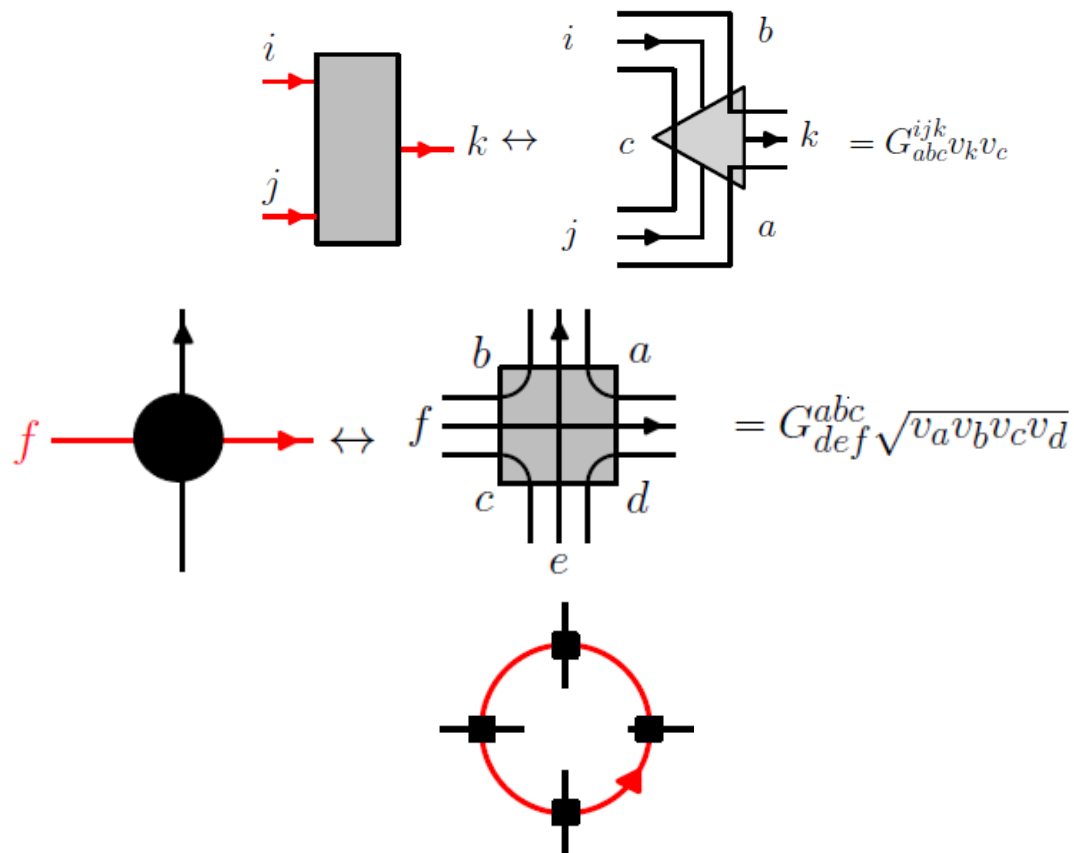 i
j
k ↔
i
b
c
k
j
a
= G^{ijk}_{abc} v_k v_c
f
↔
b
a
f
c
d
e
= G^{abc}_{def} \sqrt{v_a v_b v_c v_d}